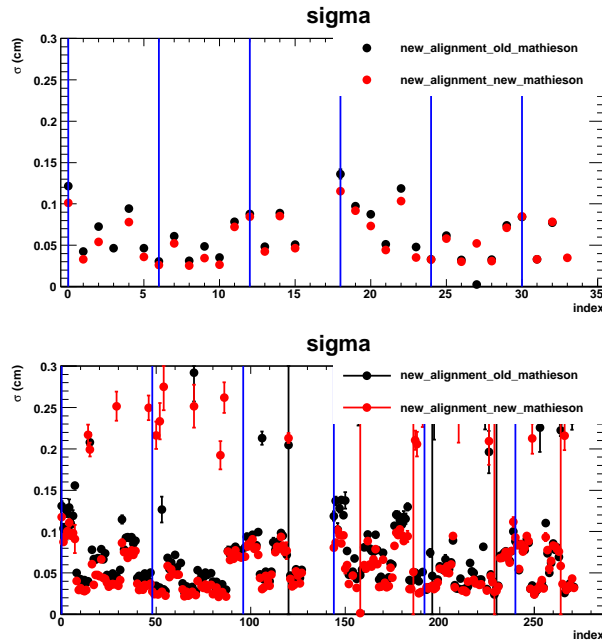 sigma
σ (cm)
0.3
0.25
0.2
0.15
0.1
0.05
0
new_alignment_old_mathieson
new_alignment_new_mathieson
0 5 10 15 20 25 30 35
index
sigma
σ (cm)
0.3
0.25
0.2
0.15
0.1
0.05
0
new_alignment_old_mathieson
new_alignment_new_mathieson
0 50 100 150 200 250
index